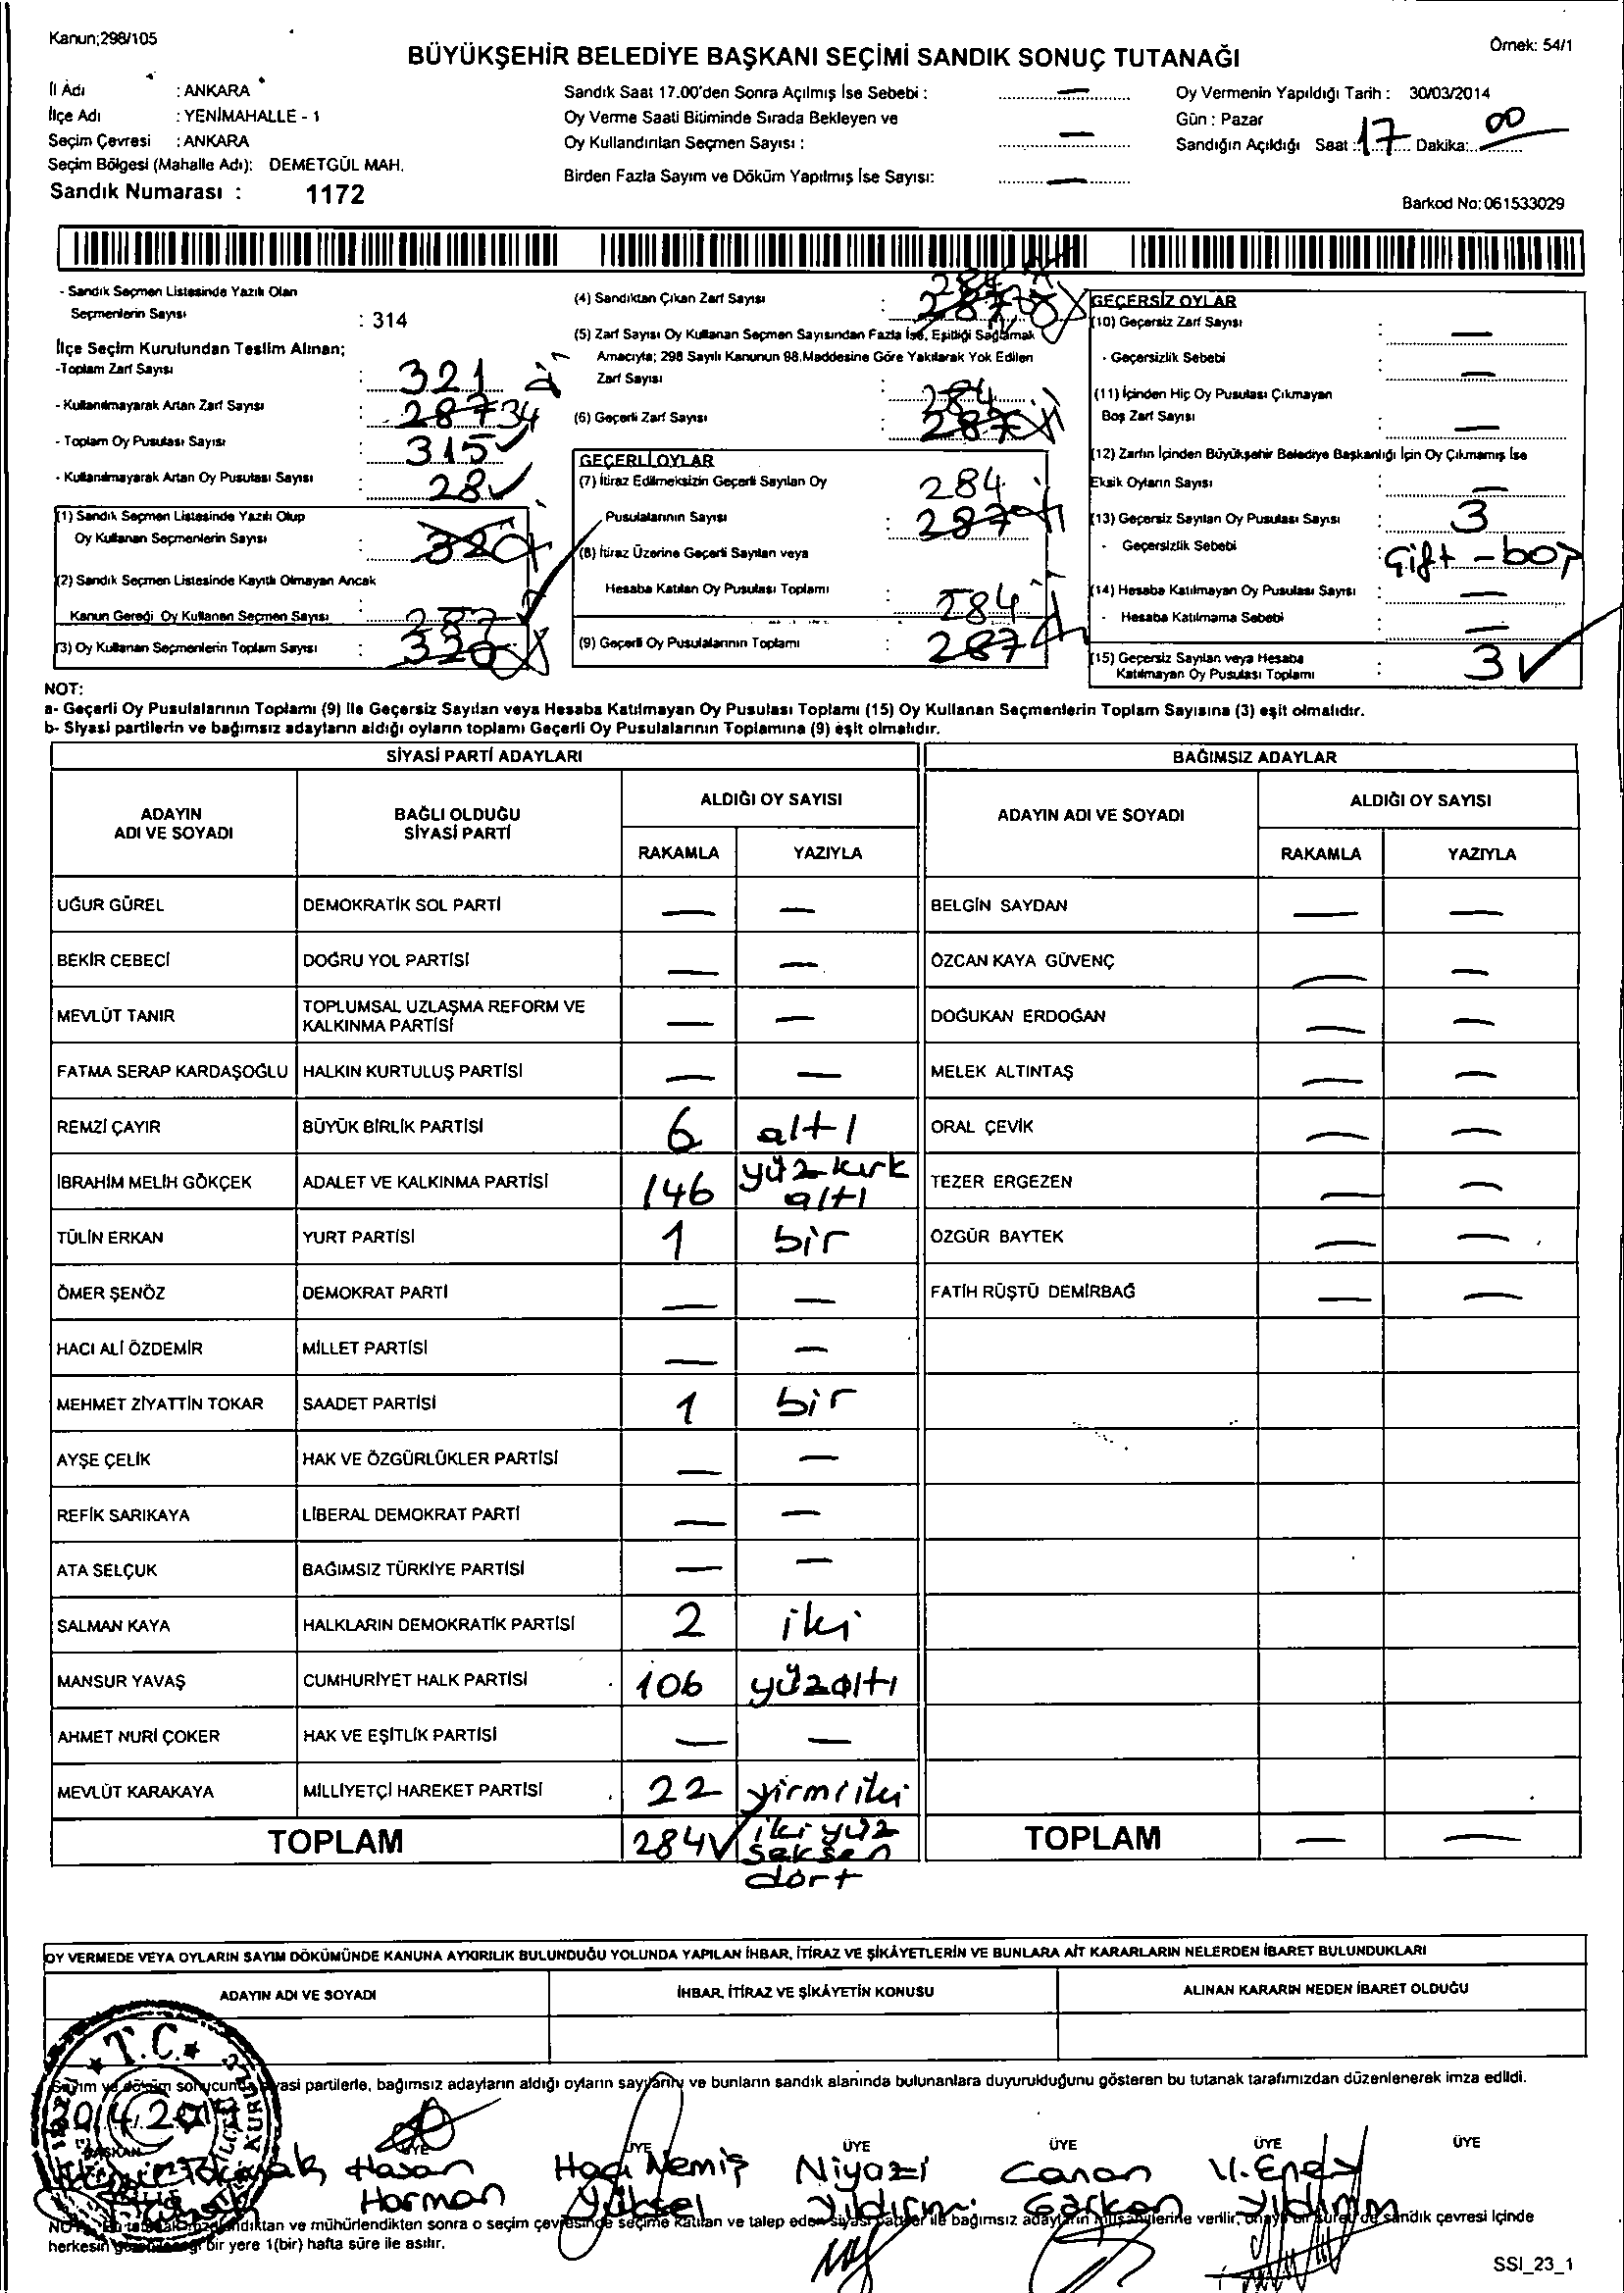 Kanun;298/105
Örnek: 54/1
BÜYÜKŞEHİR BELEDİYE BAŞKANI SEÇİMİ SANDIK SONUÇ TUTANAĞI
İl Adı : ANKARA
İlçe Adı : YENİMAHALLE - 1
Seçim Çevresi : ANKARA
Seçim Bölgesi (Mahalle Adı): DEMETGÜL MAH.
Sandık Numarası : 1172
Sandık Saat 17.00'den Sonra Açılmış İse Sebebi : —
Oy Verme Saati Bitiminde Sırada Bekleyen ve
Oy Kullandırılan Seçmen Sayısı : —
Birden Fazla Sayım ve Döküm Yapılmış İse Sayısı: —
Oy Vermenin Yapıldığı Tarih : 30/03/2014
Gün : Pazar
Sandığın Açıldığı Saat : 17 Dakika: 00
Barkod No: 061533029
- Sandık Seçmen Listesinde Yazılı Olan
Seçmenlerin Sayısı : 314
İlçe Seçim Kurulundan Teslim Alınan;
-Toplam Zarf Sayısı : 321
- Kullanılmayarak Artan Zarf Sayısı : 287 34
- Toplam Oy Pusulası Sayısı : 315
- Kullanılmayarak Artan Oy Pusulası Sayısı : 28
(1) Sandık Seçmen Listesinde Yazılı Olup
Oy Kullanan Seçmenlerin Sayısı : 320
(2) Sandık Seçmen Listesinde Kayıtlı Olmayan Ancak
Kanun Gereği Oy Kullanan Seçmen Sayısı :
(3) Oy Kullanan Seçmenlerin Toplam Sayısı : 287 320
(4) Sandıktan Çıkan Zarf Sayısı : 284 287
(5) Zarf Sayısı Oy Kullanan Seçmen Sayısından Fazla İse, Eşitliği Sağlamak
Amacıyla; 298 Sayılı Kanunun 98.Maddesine Göre Yakılarak Yok Edilen
Zarf Sayısı :
(6) Geçerli Zarf Sayısı : 284 287
GEÇERLİ OYLAR
(7) İtiraz Edilmeksizin Geçerli Sayılan Oy
Pusulalarının Sayısı : 284 287
(8) İtiraz Üzerine Geçerli Sayılan veya
Hesaba Katılan Oy Pusulası Toplamı :
(9) Geçerli Oy Pusulalarının Toplamı : 284 287
GEÇERSİZ OYLAR
(10) Geçersiz Zarf Sayısı : —
- Geçersizlik Sebebi : —
(11) İçinden Hiç Oy Pusulası Çıkmayan
Boş Zarf Sayısı : —
(12) Zarfın İçinden Büyükşehir Belediye Başkanlığı İçin Oy Çıkmamış İse
Eksik Oyların Sayısı : —
(13) Geçersiz Sayılan Oy Pusulası Sayısı : 3
- Geçersizlik Sebebi : Çift - boş
(14) Hesaba Katılmayan Oy Pusulası Sayısı : —
- Hesaba Katılmama Sebebi : —
(15) Geçersiz Sayılan veya Hesaba
Katılmayan Oy Pusulası Toplamı : 3
NOT:
a- Geçerli Oy Pusulalarının Toplamı (9) ile Geçersiz Sayılan veya Hesaba Katılmayan Oy Pusulası Toplamı (15) Oy Kullanan Seçmenlerin Toplam Sayısına (3) eşit olmalıdır.
b- Siyasi partilerin ve bağımsız adayların aldığı oyların toplamı Geçerli Oy Pusulalarının Toplamına (9) eşit olmalıdır.
SİYASİ PARTİ ADAYLARI
BAĞIMSIZ ADAYLAR
ADAYIN
ADI VE SOYADI
BAĞLI OLDUĞU
SİYASİ PARTİ
ALDIĞI OY SAYISI
RAKAMLA YAZIYLA
ADAYIN ADI VE SOYADI
ALDIĞI OY SAYISI
RAKAMLA YAZIYLA
UĞUR GÜREL DEMOKRATİK SOL PARTİ — — BELGİN SAYDAN — —
BEKİR CEBECİ DOĞRU YOL PARTİSİ — — ÖZCAN KAYA GÜVENÇ — —
MEVLÜT TANIR TOPLUMSAL UZLAŞMA REFORM VE
KALKINMA PARTİSİ — — DOĞUKAN ERDOĞAN — —
FATMA SERAP KARDAŞOĞLU HALKIN KURTULUŞ PARTİSİ — — MELEK ALTINTAŞ — —
REMZİ ÇAYIR BÜYÜK BİRLİK PARTİSİ 6 altı ORAL ÇEVİK — —
İBRAHİM MELİH GÖKÇEK ADALET VE KALKINMA PARTİSİ 146 yüz kırk
altı TEZER ERGEZEN — —
TÜLİN ERKAN YURT PARTİSİ 1 bir ÖZGÜR BAYTEK — —
ÖMER ŞENÖZ DEMOKRAT PARTİ — — FATİH RÜŞTÜ DEMİRBAĞ — —
HACI ALİ ÖZDEMİR MİLLET PARTİSİ — —
MEHMET ZİYATTİN TOKAR SAADET PARTİSİ 1 bir
AYŞE ÇELİK HAK VE ÖZGÜRLÜKLER PARTİSİ — —
REFİK SARIKAYA LİBERAL DEMOKRAT PARTİ — —
ATA SELÇUK BAĞIMSIZ TÜRKİYE PARTİSİ — —
SALMAN KAYA HALKLARIN DEMOKRATİK PARTİSİ 2 iki
MANSUR YAVAŞ CUMHURİYET HALK PARTİSİ 106 yüzaltı
AHMET NURİ ÇOKER HAK VE EŞİTLİK PARTİSİ — —
MEVLÜT KARAKAYA MİLLİYETÇİ HAREKET PARTİSİ 22 yirmi iki
TOPLAM 284 iki yüz
seksen
dört
TOPLAM — —
OY VERMEDE VEYA OYLARIN SAYIM DÖKÜMÜNDE KANUNA AYKIRILIK BULUNDUĞU YOLUNDA YAPILAN İHBAR, İTİRAZ VE ŞİKÂYETLERİN VE BUNLARA AİT KARARLARIN NELERDEN İBARET BULUNDUKLARI
ADAYIN ADI VE SOYADI İHBAR, İTİRAZ VE ŞİKÂYETİN KONUSU ALINAN KARARIN NEDEN İBARET OLDUĞU
T.C.
Sayım ve döküm sonucunda siyasi partilerle, bağımsız adayların aldığı oyların sayılarını ve bunların sandık alanında bulunanlara duyurulduğunu gösteren bu tutanak tarafımızdan düzenlenerek imza edildi.
BAŞKAN ÜYE ÜYE ÜYE ÜYE ÜYE ÜYE
Hasan
Harman
Hacı Memiş
Yüksel
Niyazi
Yıldırım
Canan
Yıldırım
sonra o seçim çevresinde seçime katılan ve talep eden siyasi partiler ile bağımsız adayların müşahitlerine verilir, sandık çevresi içinde
herkesin bir yere 1(bir) hafta süre ile asılır.
SSI_23_1